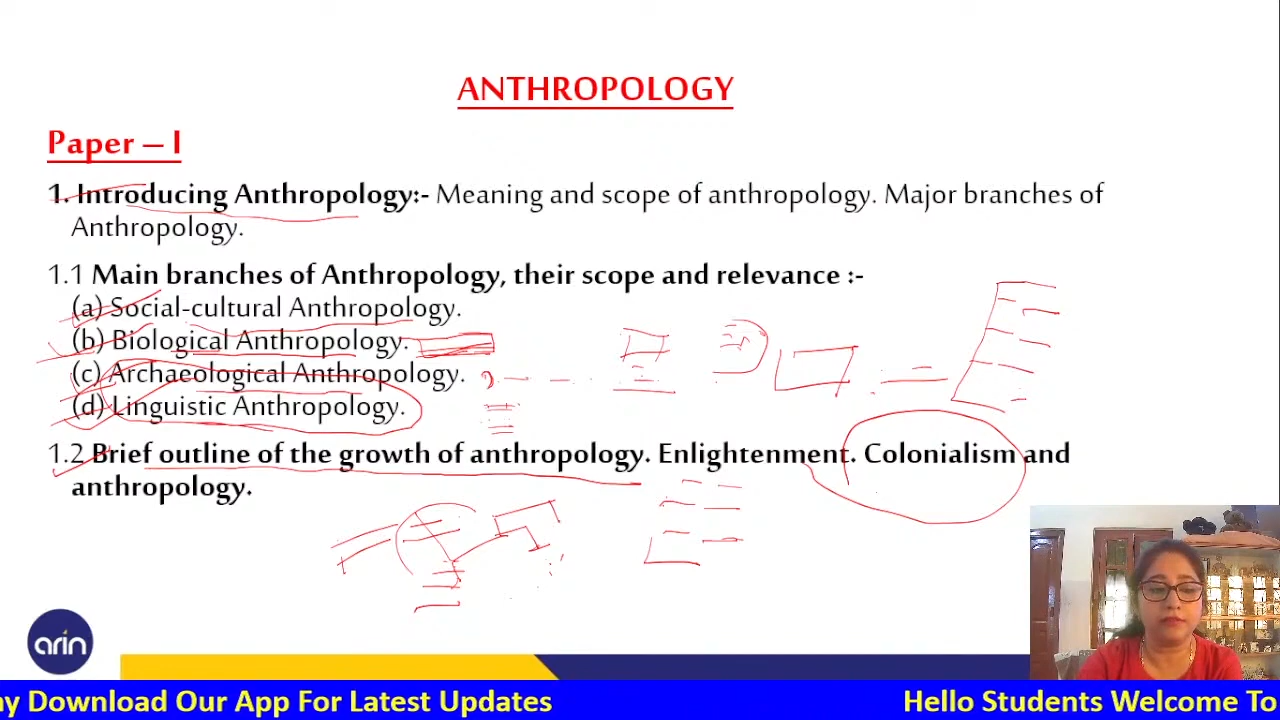 ANTHROPOLOGY
Paper – I
1. Introducing Anthropology:- Meaning and scope of anthropology. Major branches of
Anthropology.
1.1 Main branches of Anthropology, their scope and relevance :-
(a) Social-cultural Anthropology.
(b) Biological Anthropology.
(c) Archaeological Anthropology.
(d) Linguistic Anthropology.
1.2 Brief outline of the growth of anthropology. Enlightenment. Colonialism and
anthropology.
arin
Download Our App For Latest Updates
Hello Students Welcome To